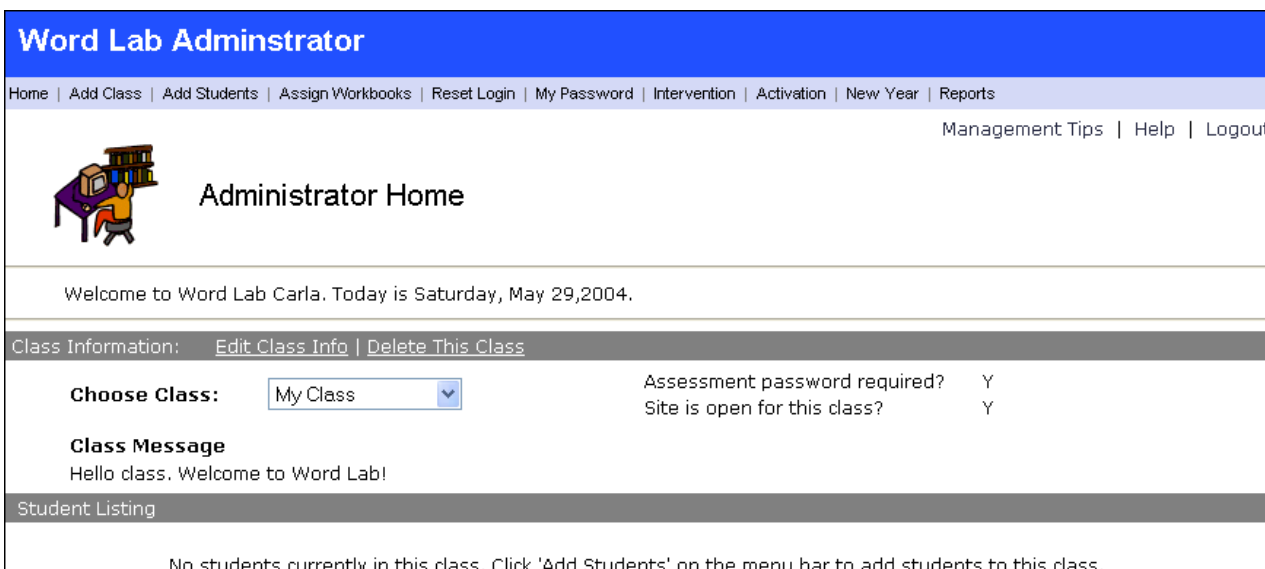 Word Lab Adminstrator
Home | Add Class | Add Students | Assign Workbooks | Reset Login | My Password | Intervention | Activation | New Year | Reports
Management Tips | Help | Logout
Administrator Home
Welcome to Word Lab Carla. Today is Saturday, May 29,2004.
Class Information: Edit Class Info | Delete This Class
Choose Class: My Class
Assessment password required? Y
Site is open for this class? Y
Class Message
Hello class. Welcome to Word Lab!
Student Listing
No students currently in this class. Click 'Add Students' on the menu bar to add students to this class